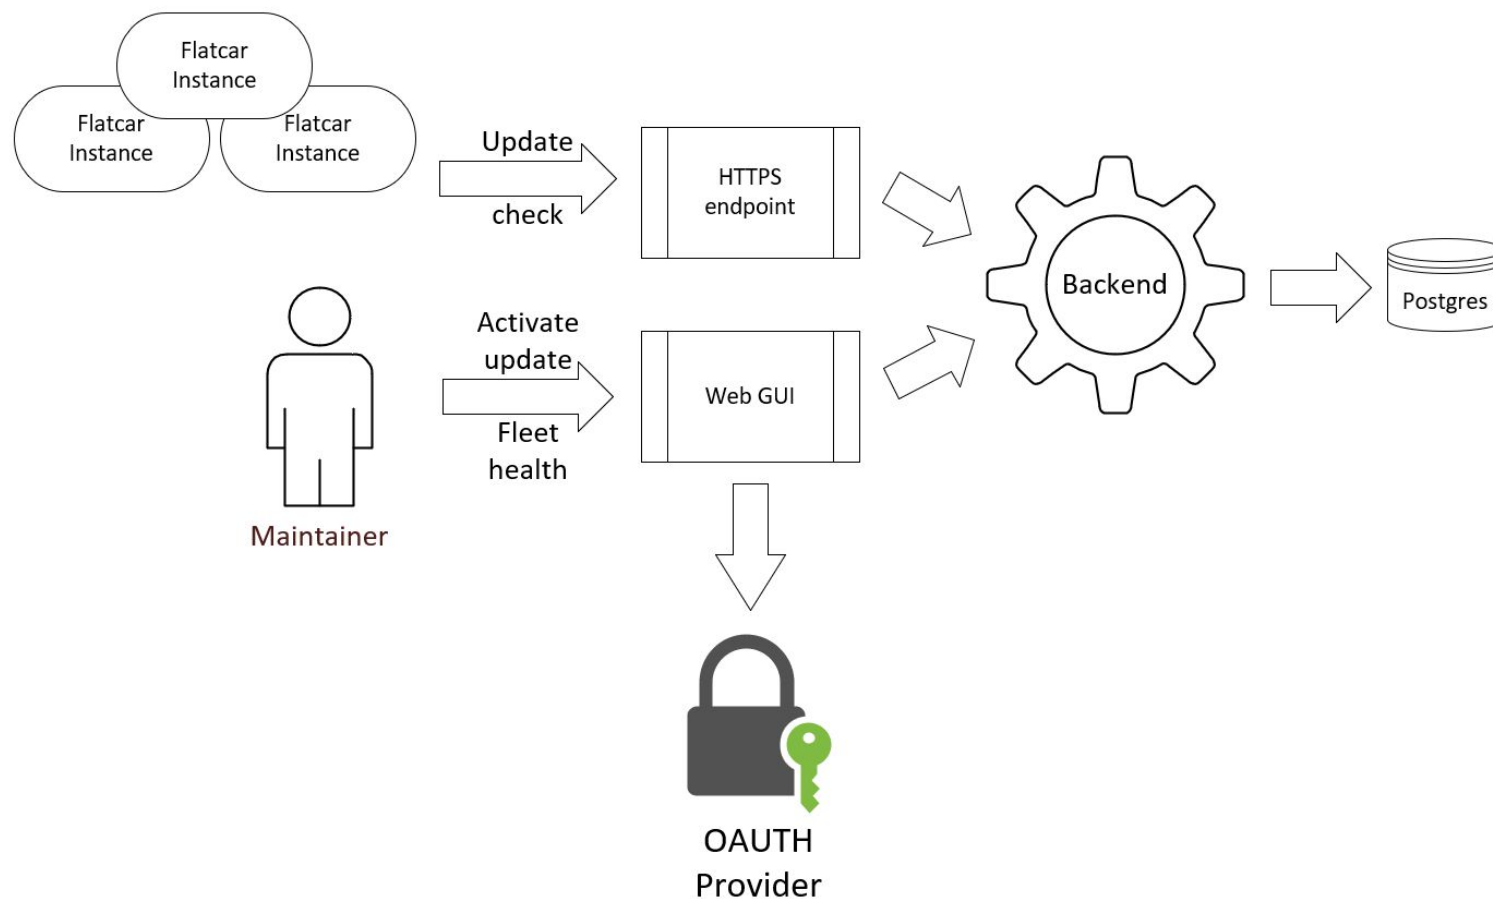 Flatcar
Instance
Flatcar
Instance
Flatcar
Instance
Update
check
HTTPS
endpoint
Backend
Postgres
Maintainer
Activate
update
Fleet
health
Web GUI
OAUTH
Provider